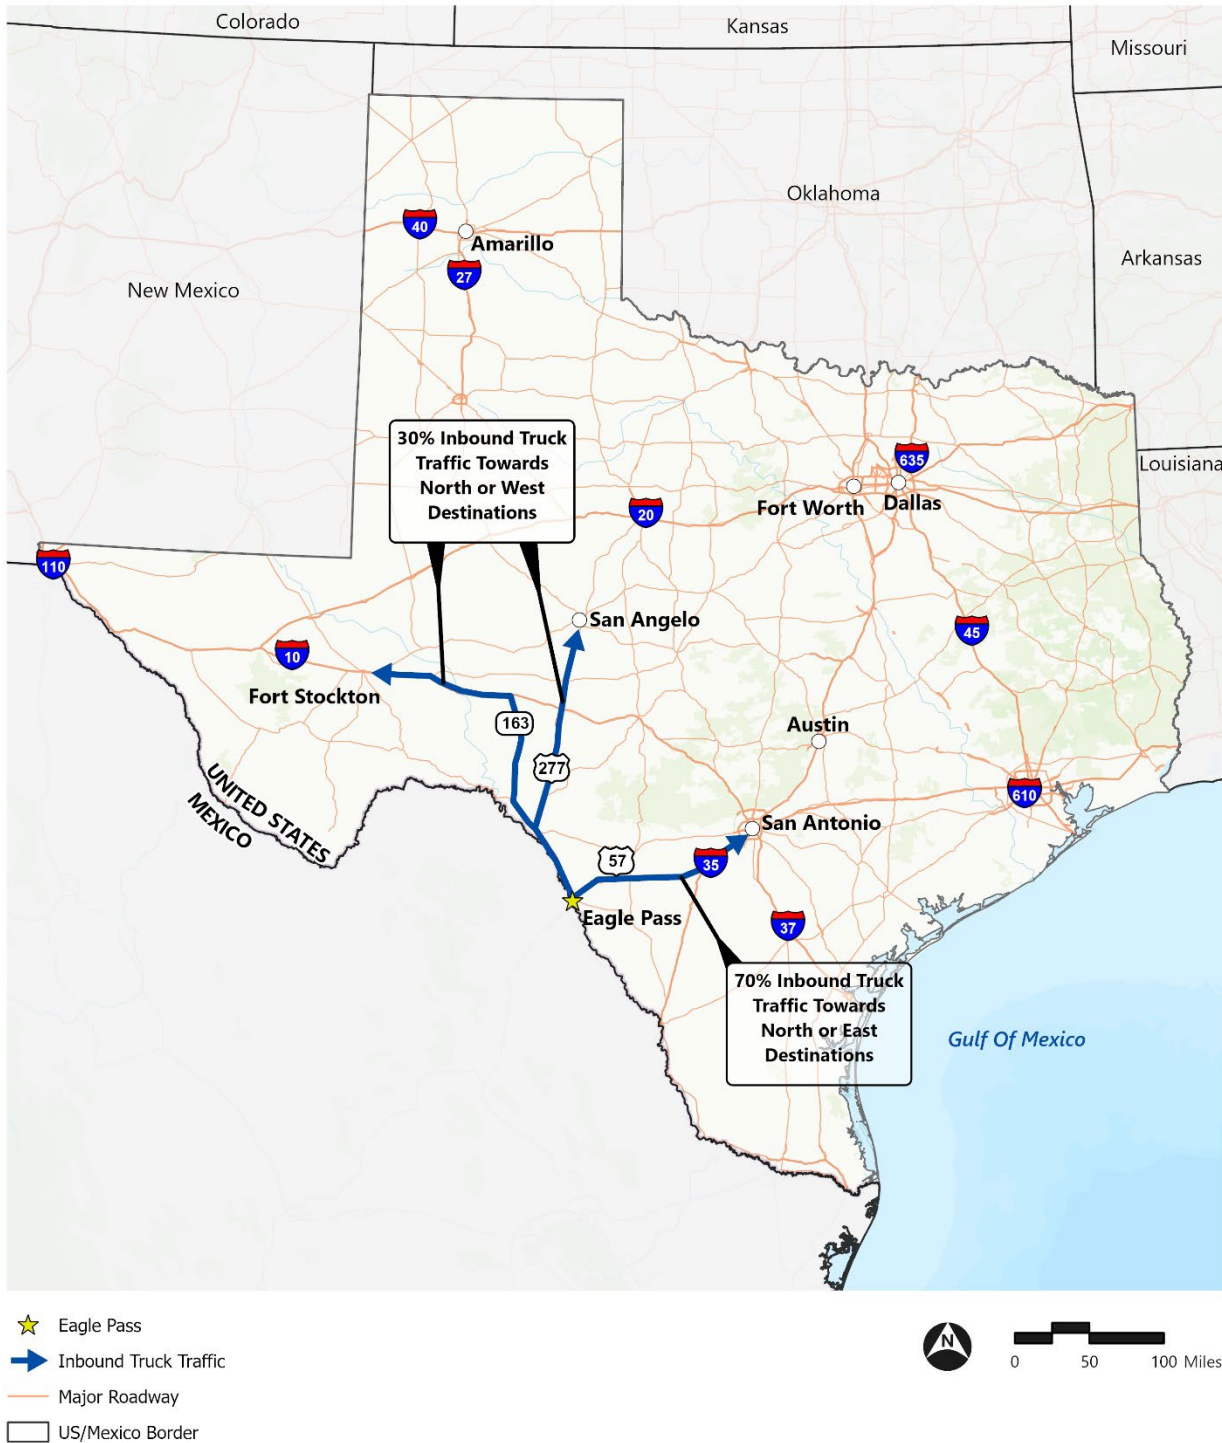 Colorado
Kansas
Missouri
Oklahoma
40
Amarillo
27
Arkansas
New Mexico
30% Inbound Truck
Traffic Towards
North or West
Destinations
635
Louisiana
Fort Worth
Dallas
20
110
San Angelo
45
10
Fort Stockton
163
Austin
277
UNITED STATES
MEXICO
610
San Antonio
57
35
Eagle Pass
37
70% Inbound Truck
Traffic Towards
North or East
Destinations
Gulf Of Mexico
Eagle Pass
Inbound Truck Traffic
Major Roadway
US/Mexico Border
N
0 50 100 Miles